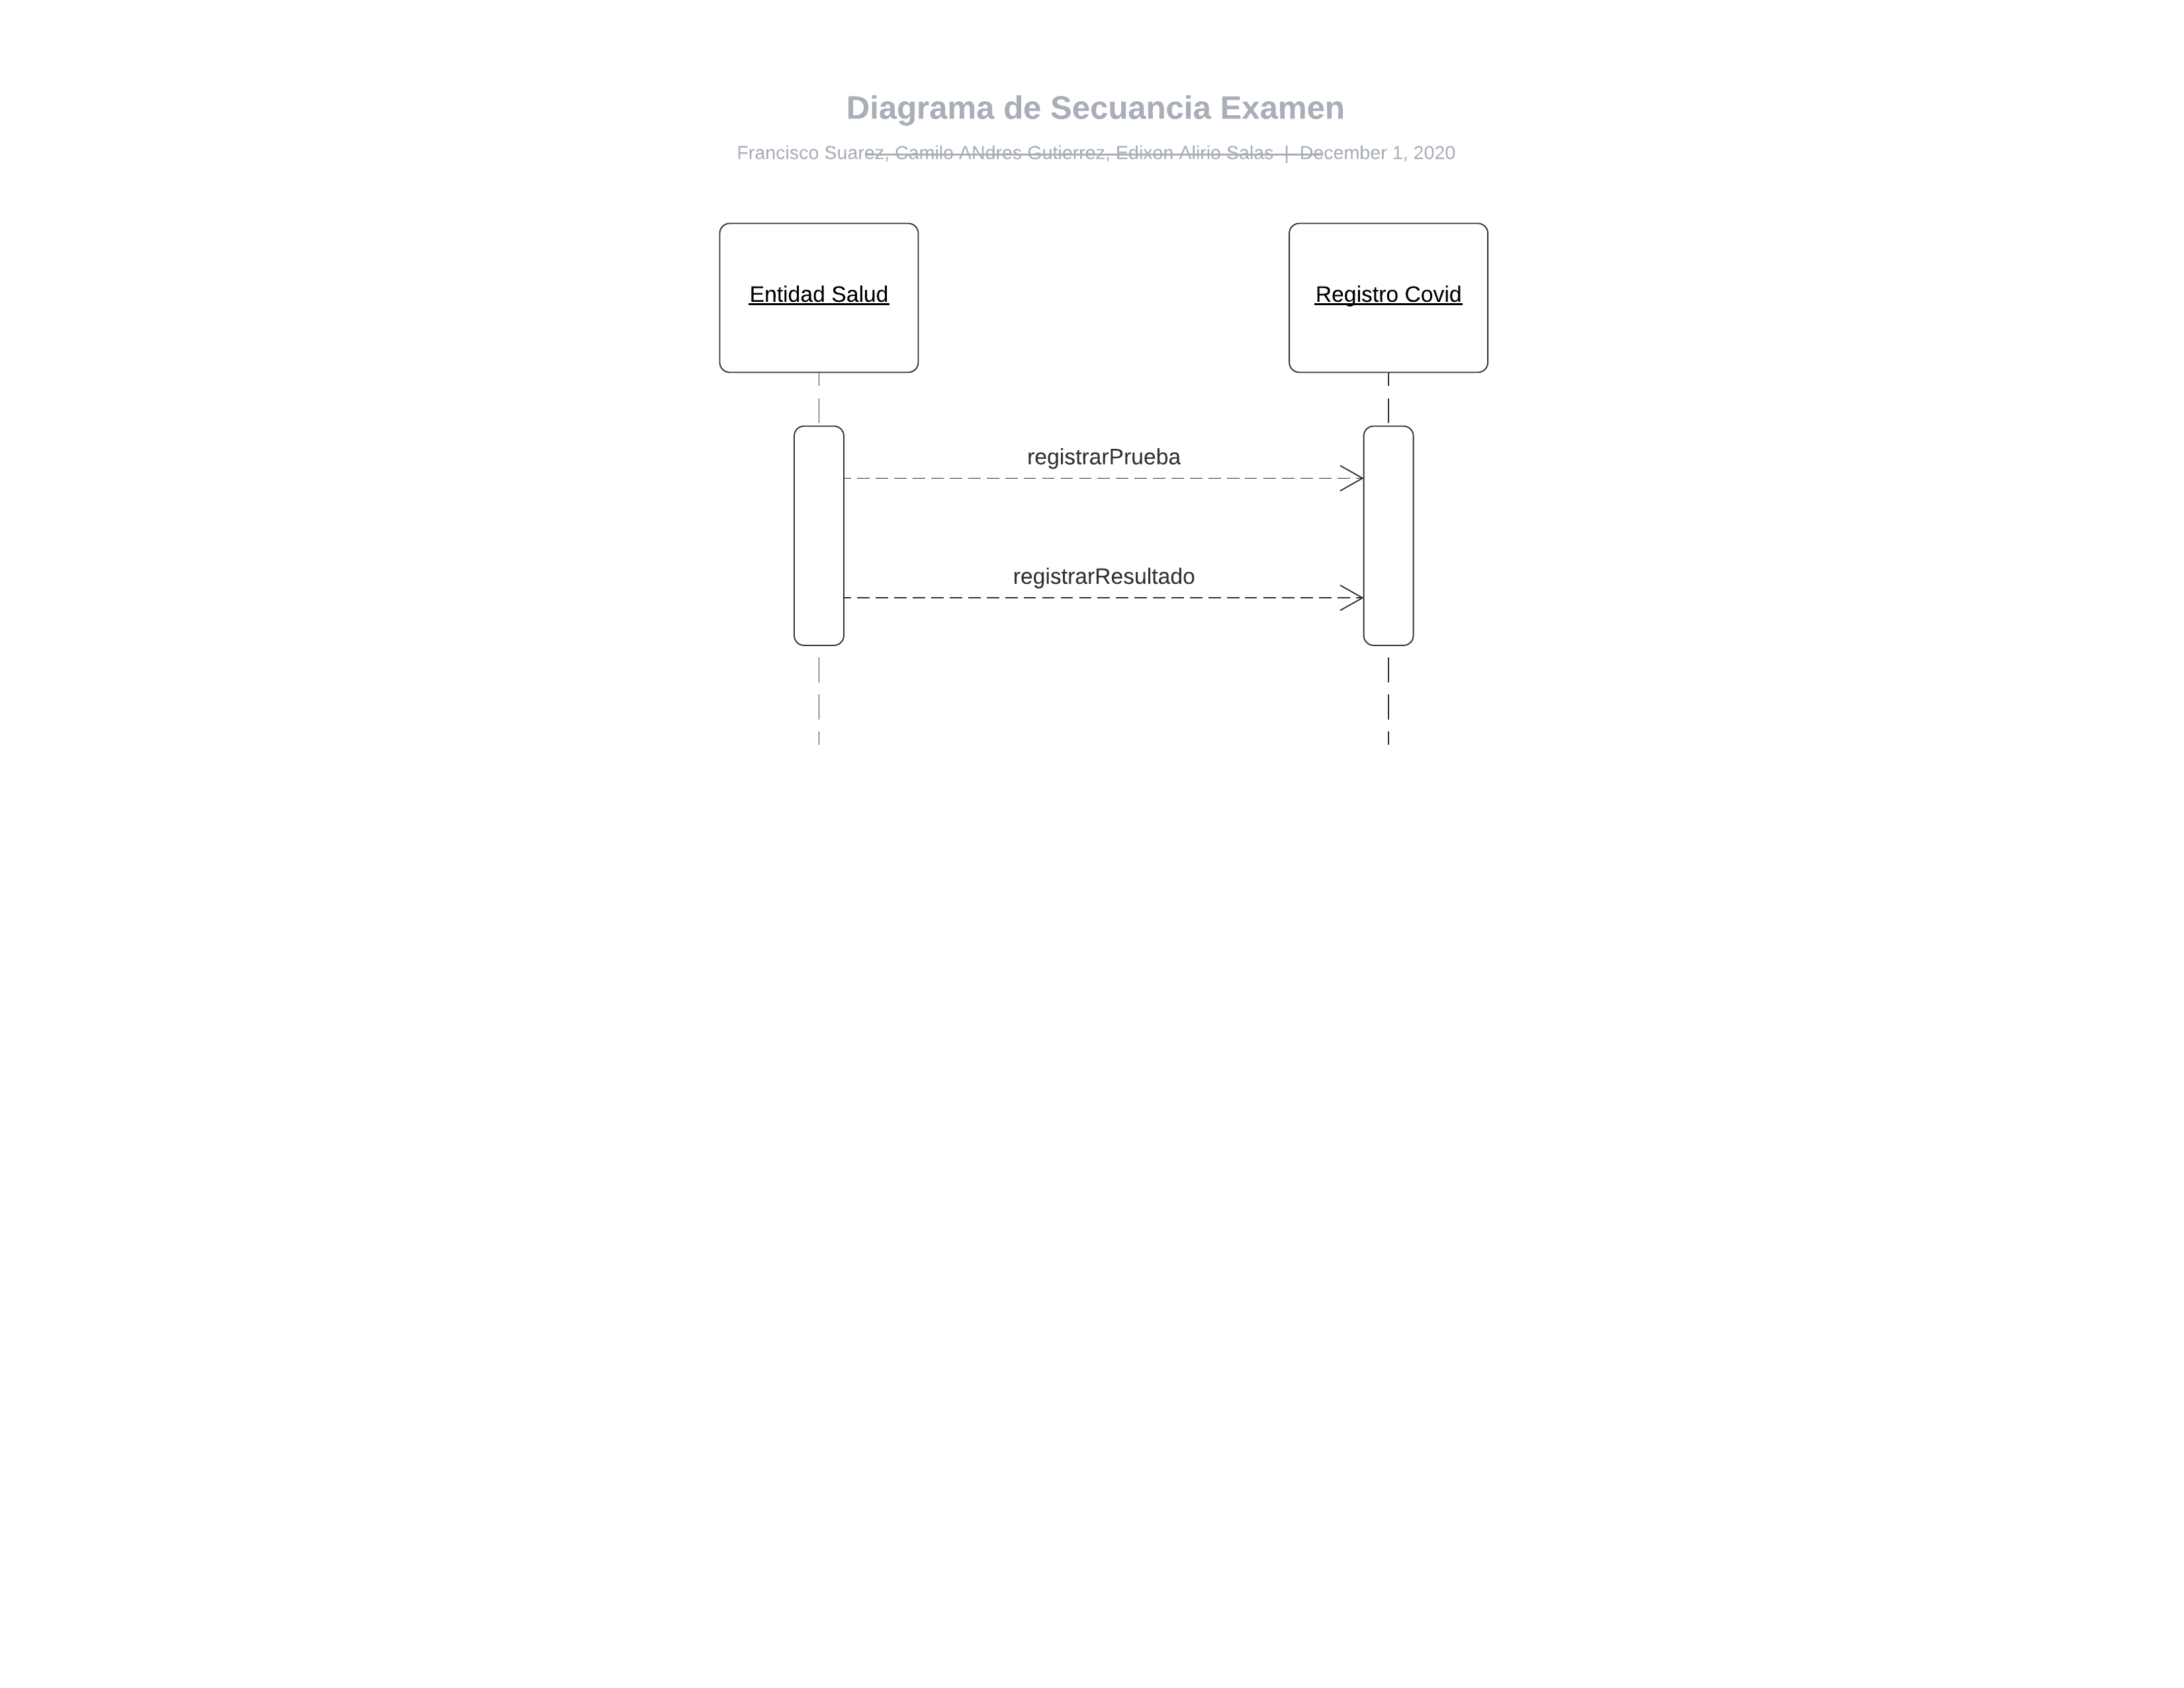 Diagrama de Secuancia Examen
Francisco Suarez, Camilo ANdres Gutierrez, Edixon Alirio Salas | December 1, 2020
Entidad Salud
Registro Covid
registrarPrueba
registrarResultado